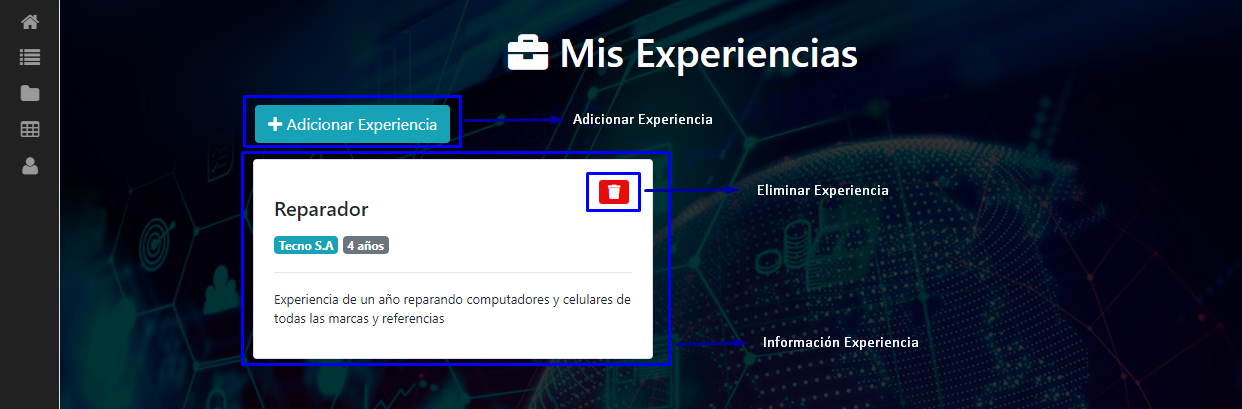 Mis Experiencias
Adicionar Experiencia
Adicionar Experiencia
Eliminar Experiencia
Reparador
Tecno S.A 4 años
Experiencia de un año reparando computadores y celulares de
todas las marcas y referencias
Información Experiencia